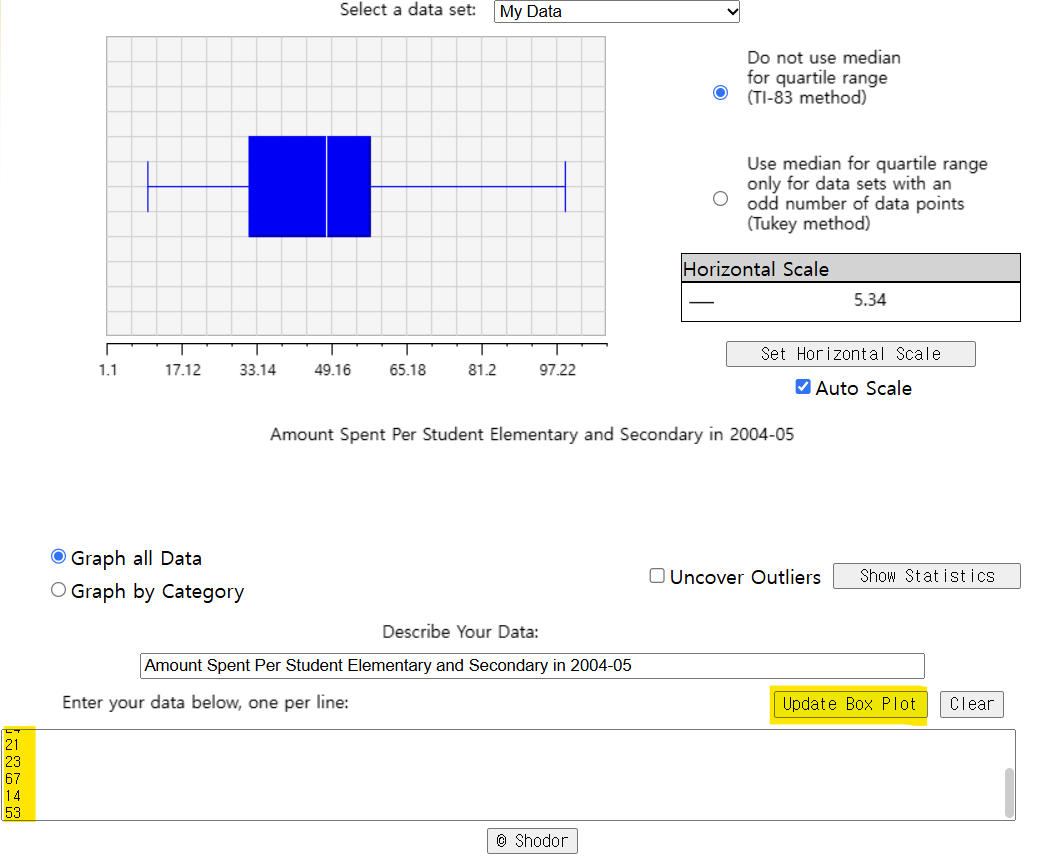 Select a data set:
My Data
Do not use median
for quartile range
(TI-83 method)
Use median for quartile range
only for data sets with an
odd number of data points
(Tukey method)
Horizontal Scale
5.34
Set Horizontal Scale
Auto Scale
1.1 17.12 33.14 49.16 65.18 81.2 97.22
Amount Spent Per Student Elementary and Secondary in 2004-05
Graph all Data
Graph by Category
Uncover Outliers
Show Statistics
Describe Your Data:
Amount Spent Per Student Elementary and Secondary in 2004-05
Enter your data below, one per line:
Update Box Plot
Clear
21
23
67
14
53
© Shodor